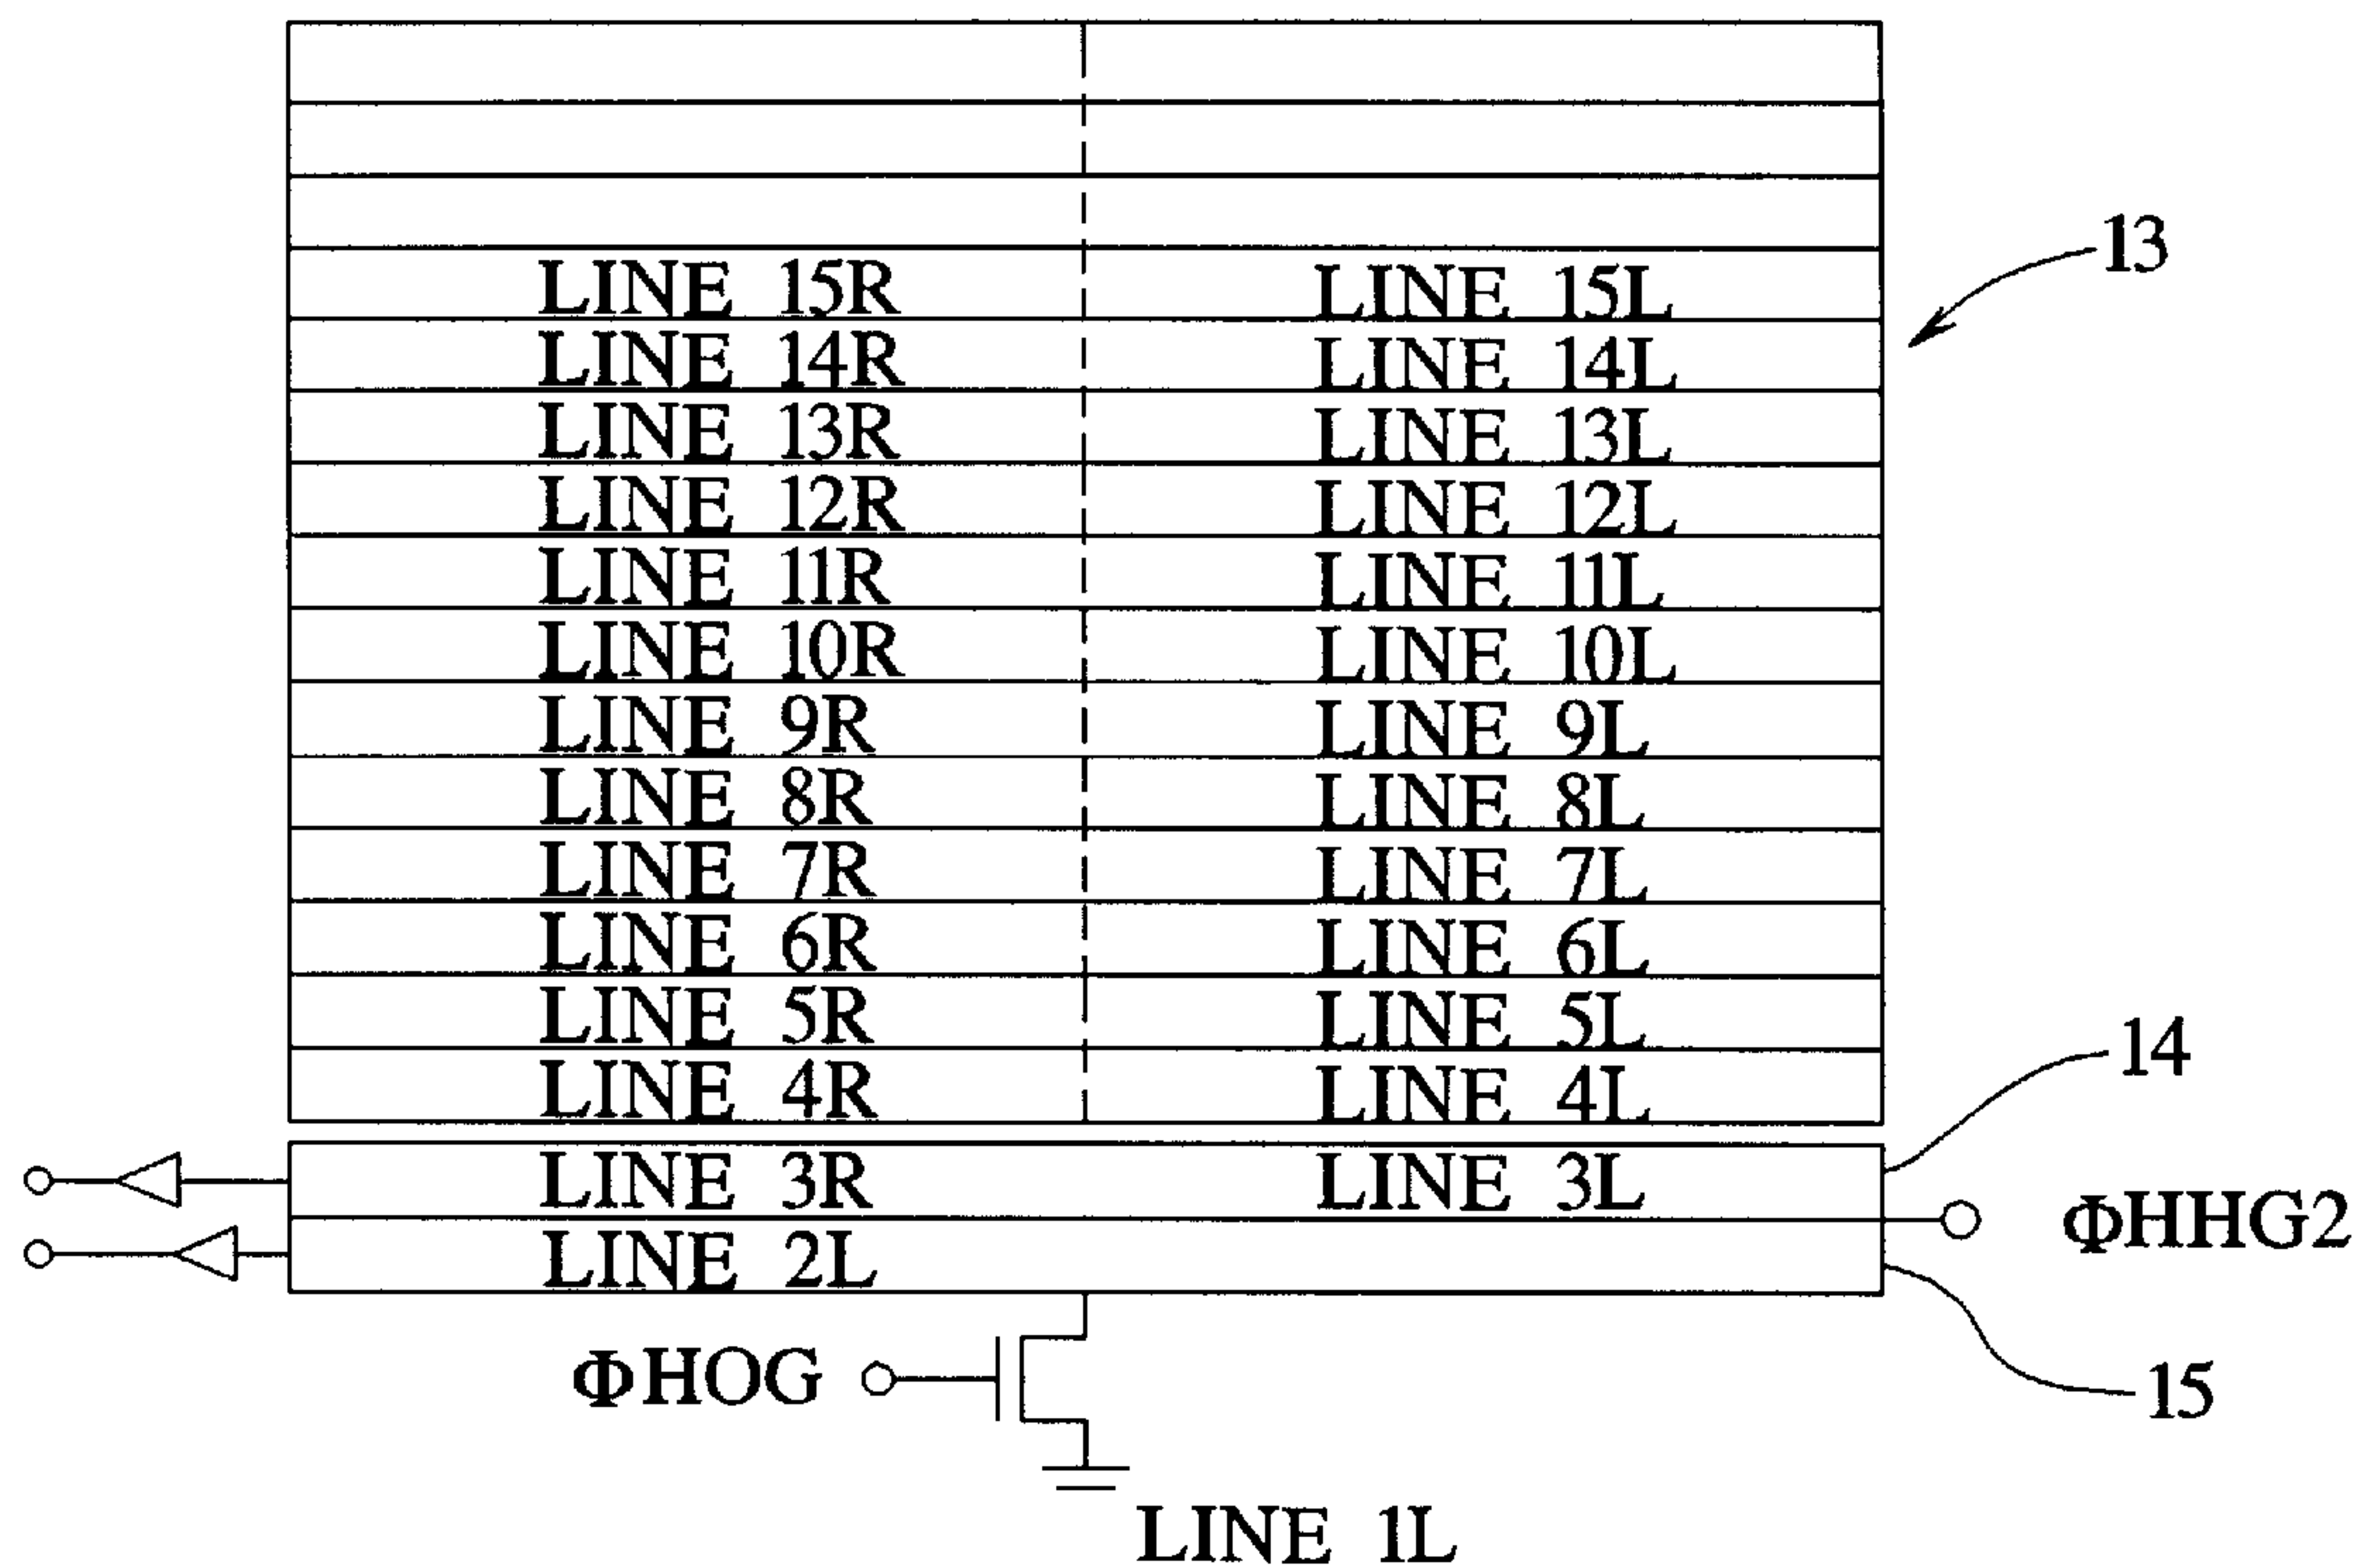 13
LINE 15R LINE 15L
LINE 14R LINE 14L
LINE 13R LINE 13L
LINE 12R LINE 12L
LINE 11R LINE 11L
LINE 10R LINE 10L
LINE 9R LINE 9L
LINE 8R LINE 8L
LINE 7R LINE 7L
LINE 6R LINE 6L
LINE 5R LINE 5L
14
LINE 4R LINE 4L
LINE 3R LINE 3L
ΦHHG2
LINE 2L
ΦHOG
15
LINE 1L